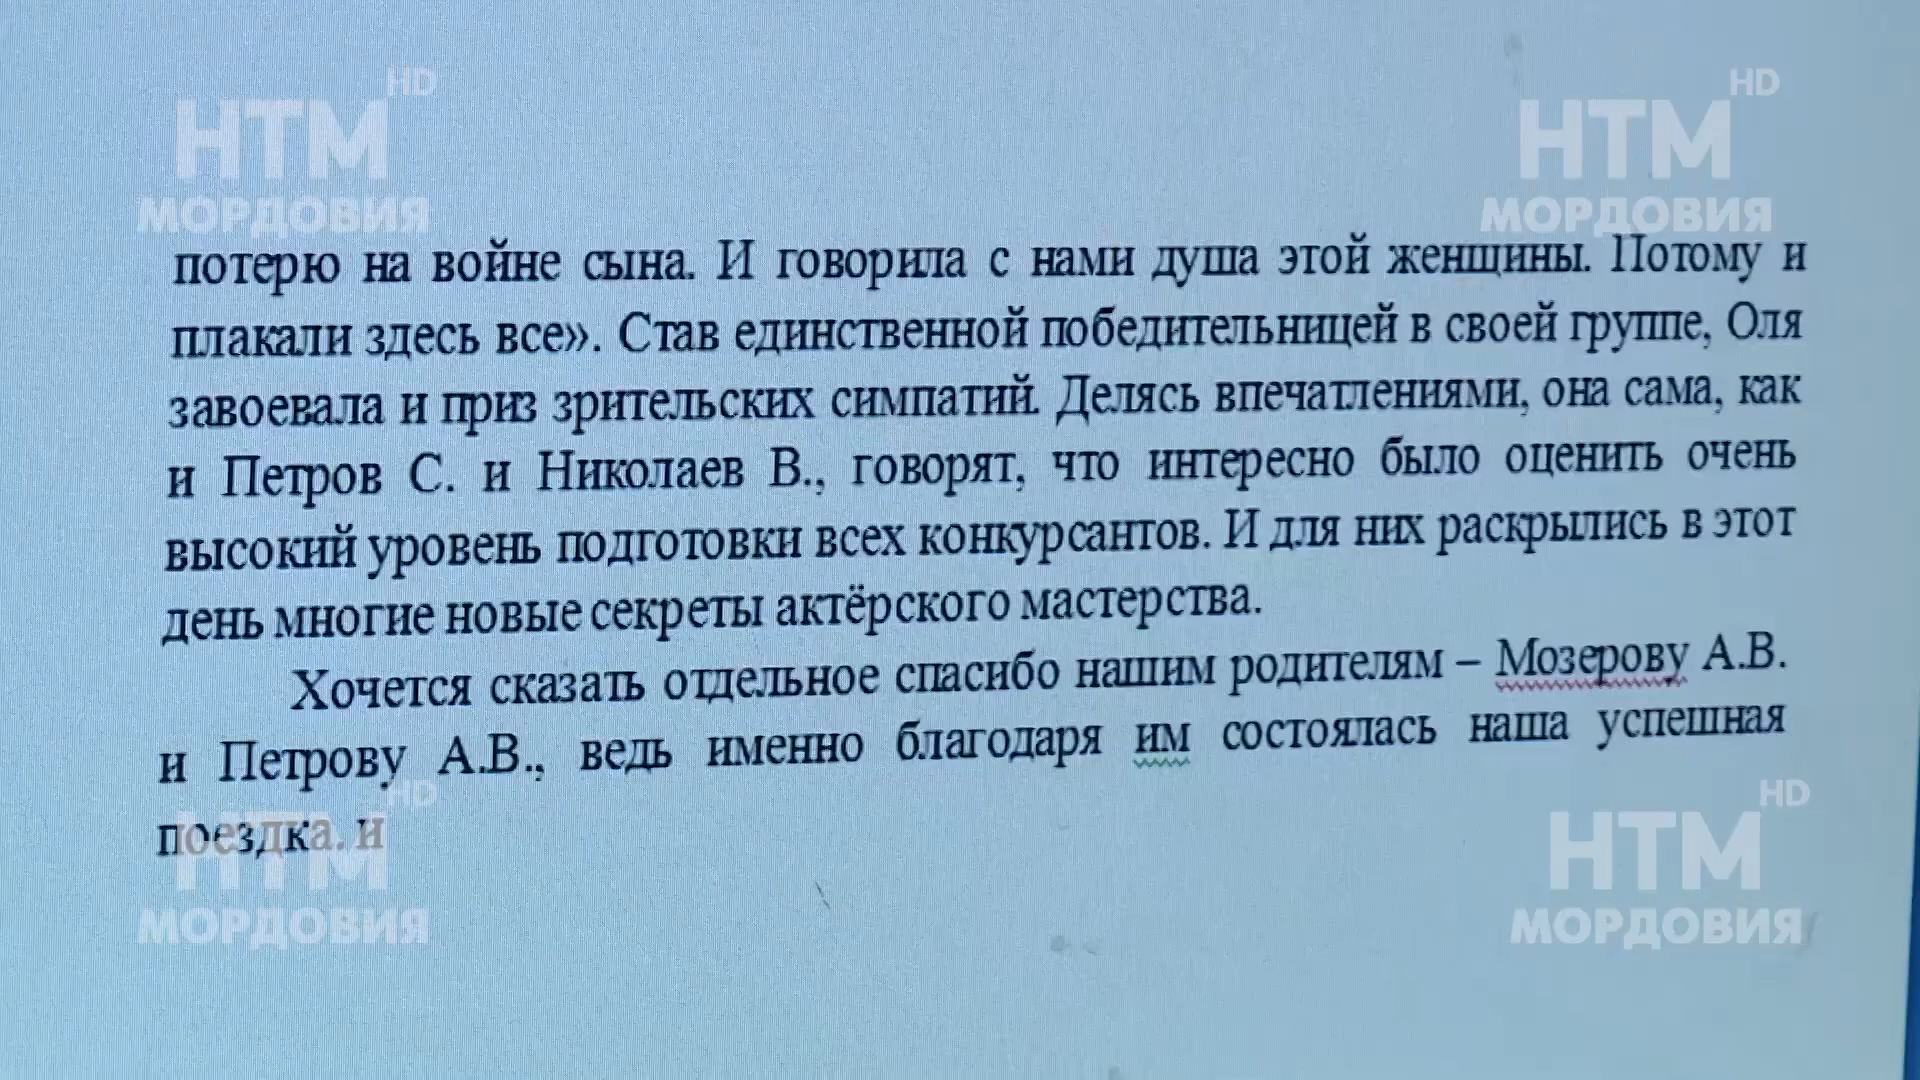 НТМ HD
МОРДОВИЯ
НТМ HD
МОРДОВИЯ
потерю на войне сына. И говорила с нами душа этой женщины. Потому и
плакали здесь все». Став единственной победительницей в своей группе, Оля
завоевала и приз зрительских симпатий. Делясь впечатлениями, она сама, как
и Петров С. и Николаев В., говорят, что интересно было оценить очень
высокий уровень подготовки всех конкурсантов. И для них раскрылись в этот
день многие новые секреты актёрского мастерства.
Хочется сказать отдельное спасибо нашим родителям – Мозерову А.В.
и Петрову А.В., ведь именно благодаря им состоялась наша успешная
поездка. и
НТМ HD
МОРДОВИЯ
НТМ HD
МОРДОВИЯ